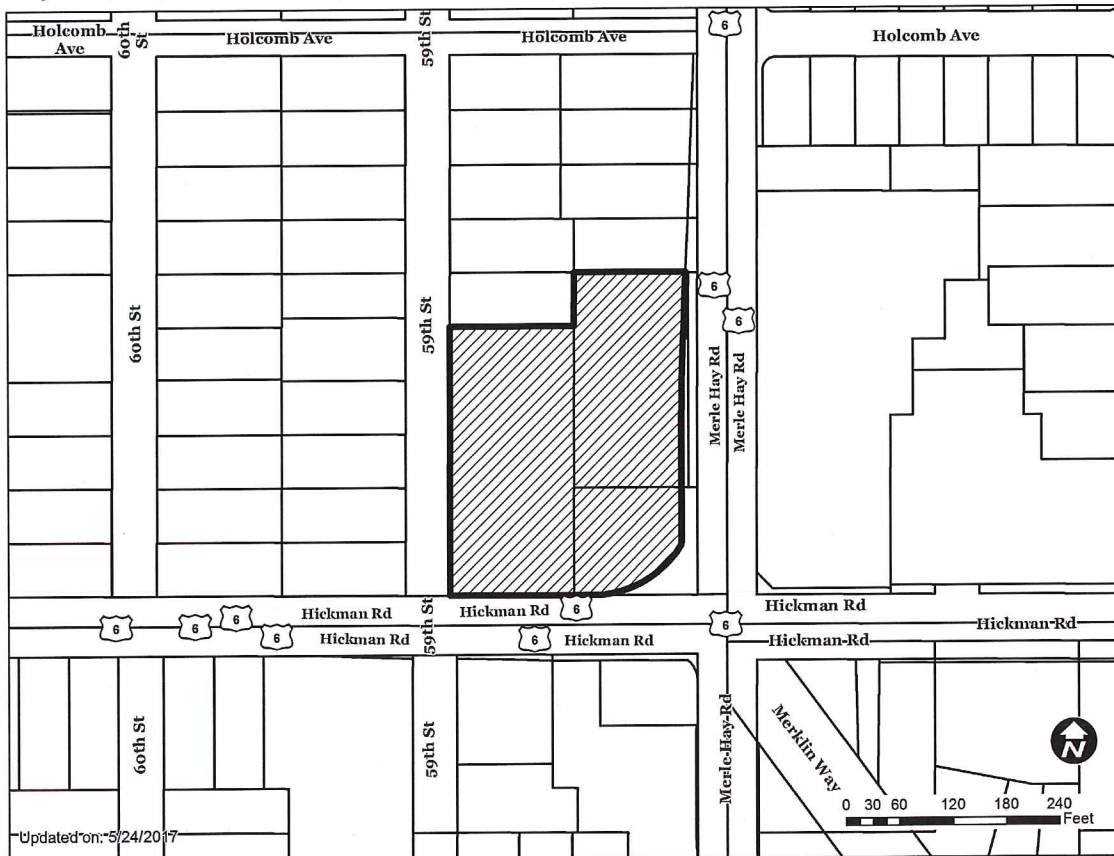 Holcomb
Ave
60th
St
Holcomb Ave
59th St
Holcomb Ave
6
Holcomb Ave
60th St
59th St
6
6
Merle Hay Rd
Merle Hay Rd
59th St
Hickman Rd
Hickman Rd
6
Hickman Rd
6
6
6
6
Hickman Rd
6
Hickman Rd
6
Hickman Rd
Hickman Rd
60th St
59th St
Merle Hay Rd
Merklin Way
N
0 30 60 120 180 240
Feet
Updated on: 5/24/2017